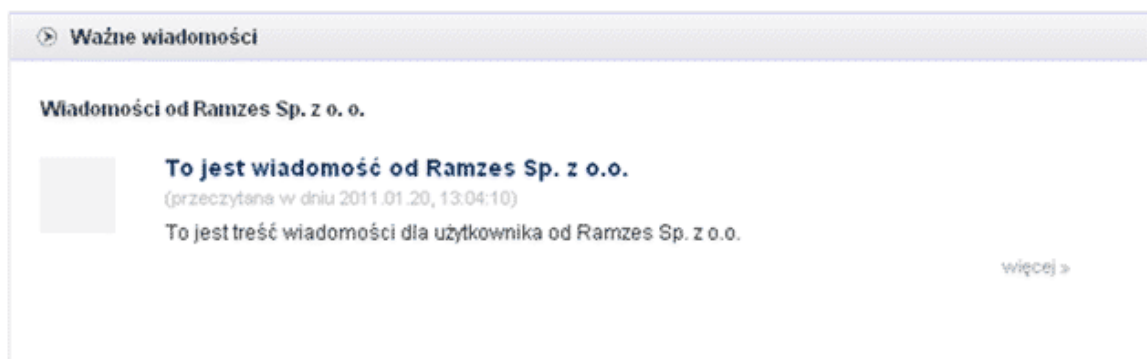 Ważne wiadomości
Wiadomości od Ramzes Sp. z o. o.
To jest wiadomość od Ramzes Sp. z o.o.
(przeczytana w dniu 2011.01.20, 13:04:10)
To jest treść wiadomości dla użytkownika od Ramzes Sp. z o.o.
więcej »